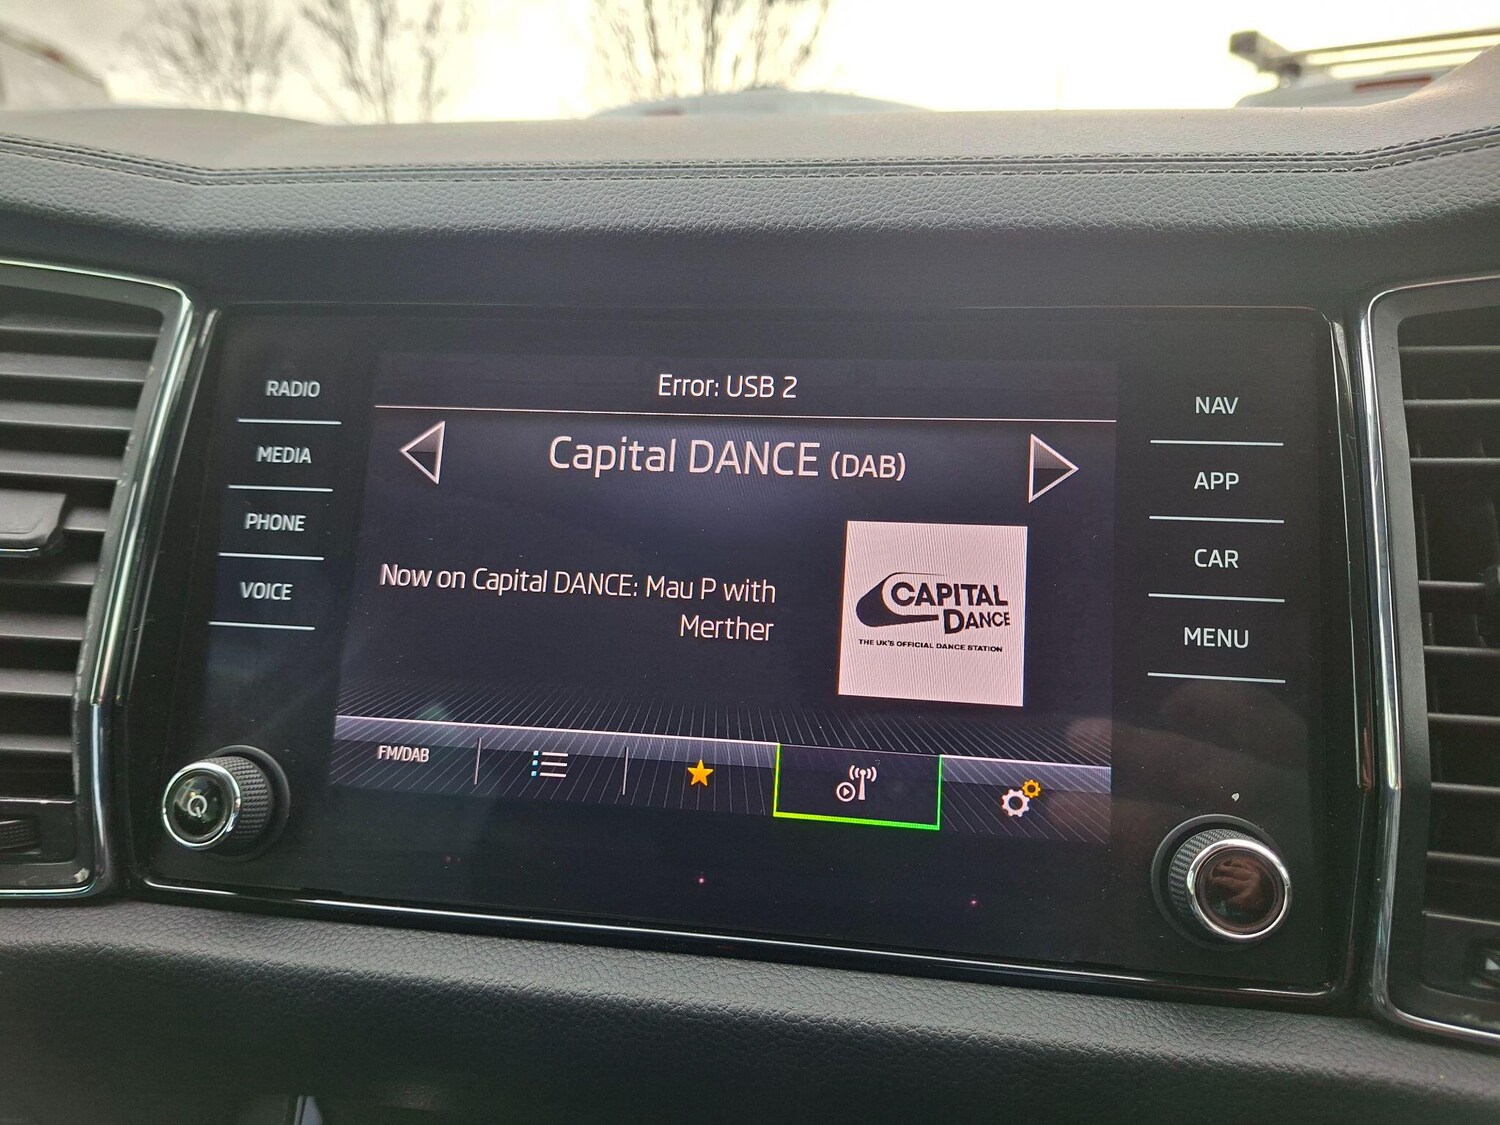 Error: USB 2
RADIO
MEDIA
PHONE
VOICE
Capital DANCE (DAB)
Now on Capital DANCE: Mau P with
Merther
CAPITAL
DANCE
THE UK'S OFFICIAL DANCE STATION
FM/DAB
NAV
APP
CAR
MENU